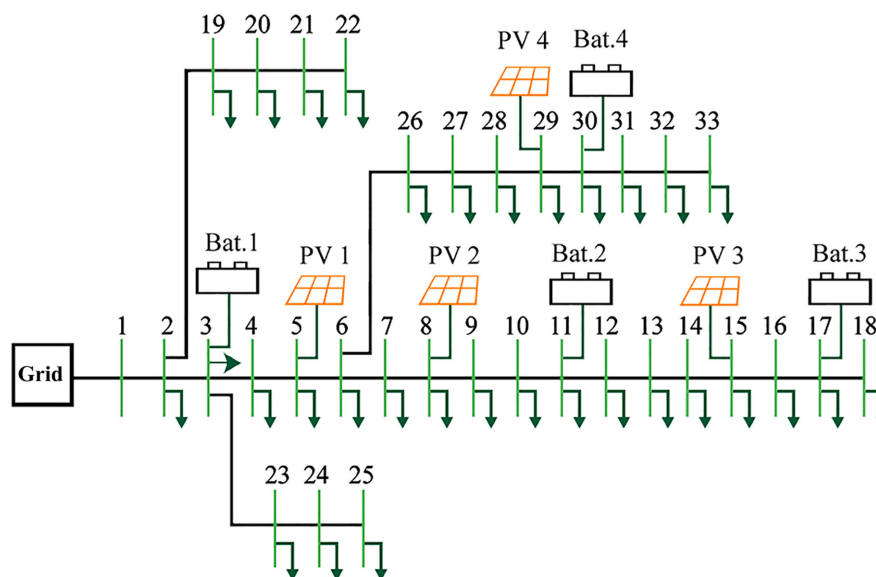 19 20 21 22
PV 4 Bat.4
26 27 28 29 30 31 32 33
Bat.1 PV 1 PV 2 Bat.2 PV 3 Bat.3
1 2 3 4 5 6 7 8 9 10 11 12 13 14 15 16 17 18
Grid
23 24 25